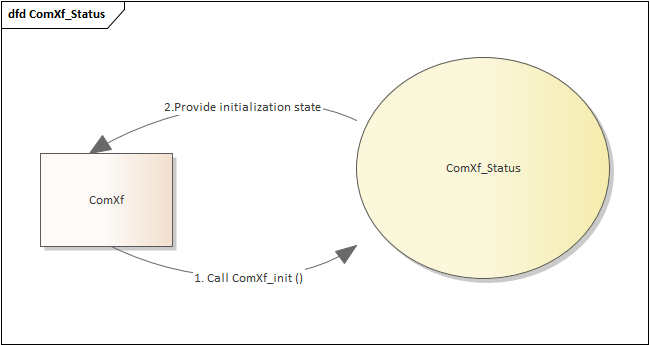 dfd ComXf_Status
2.Provide initialization state
ComXf
ComXf_Status
1. Call ComXf_init ()